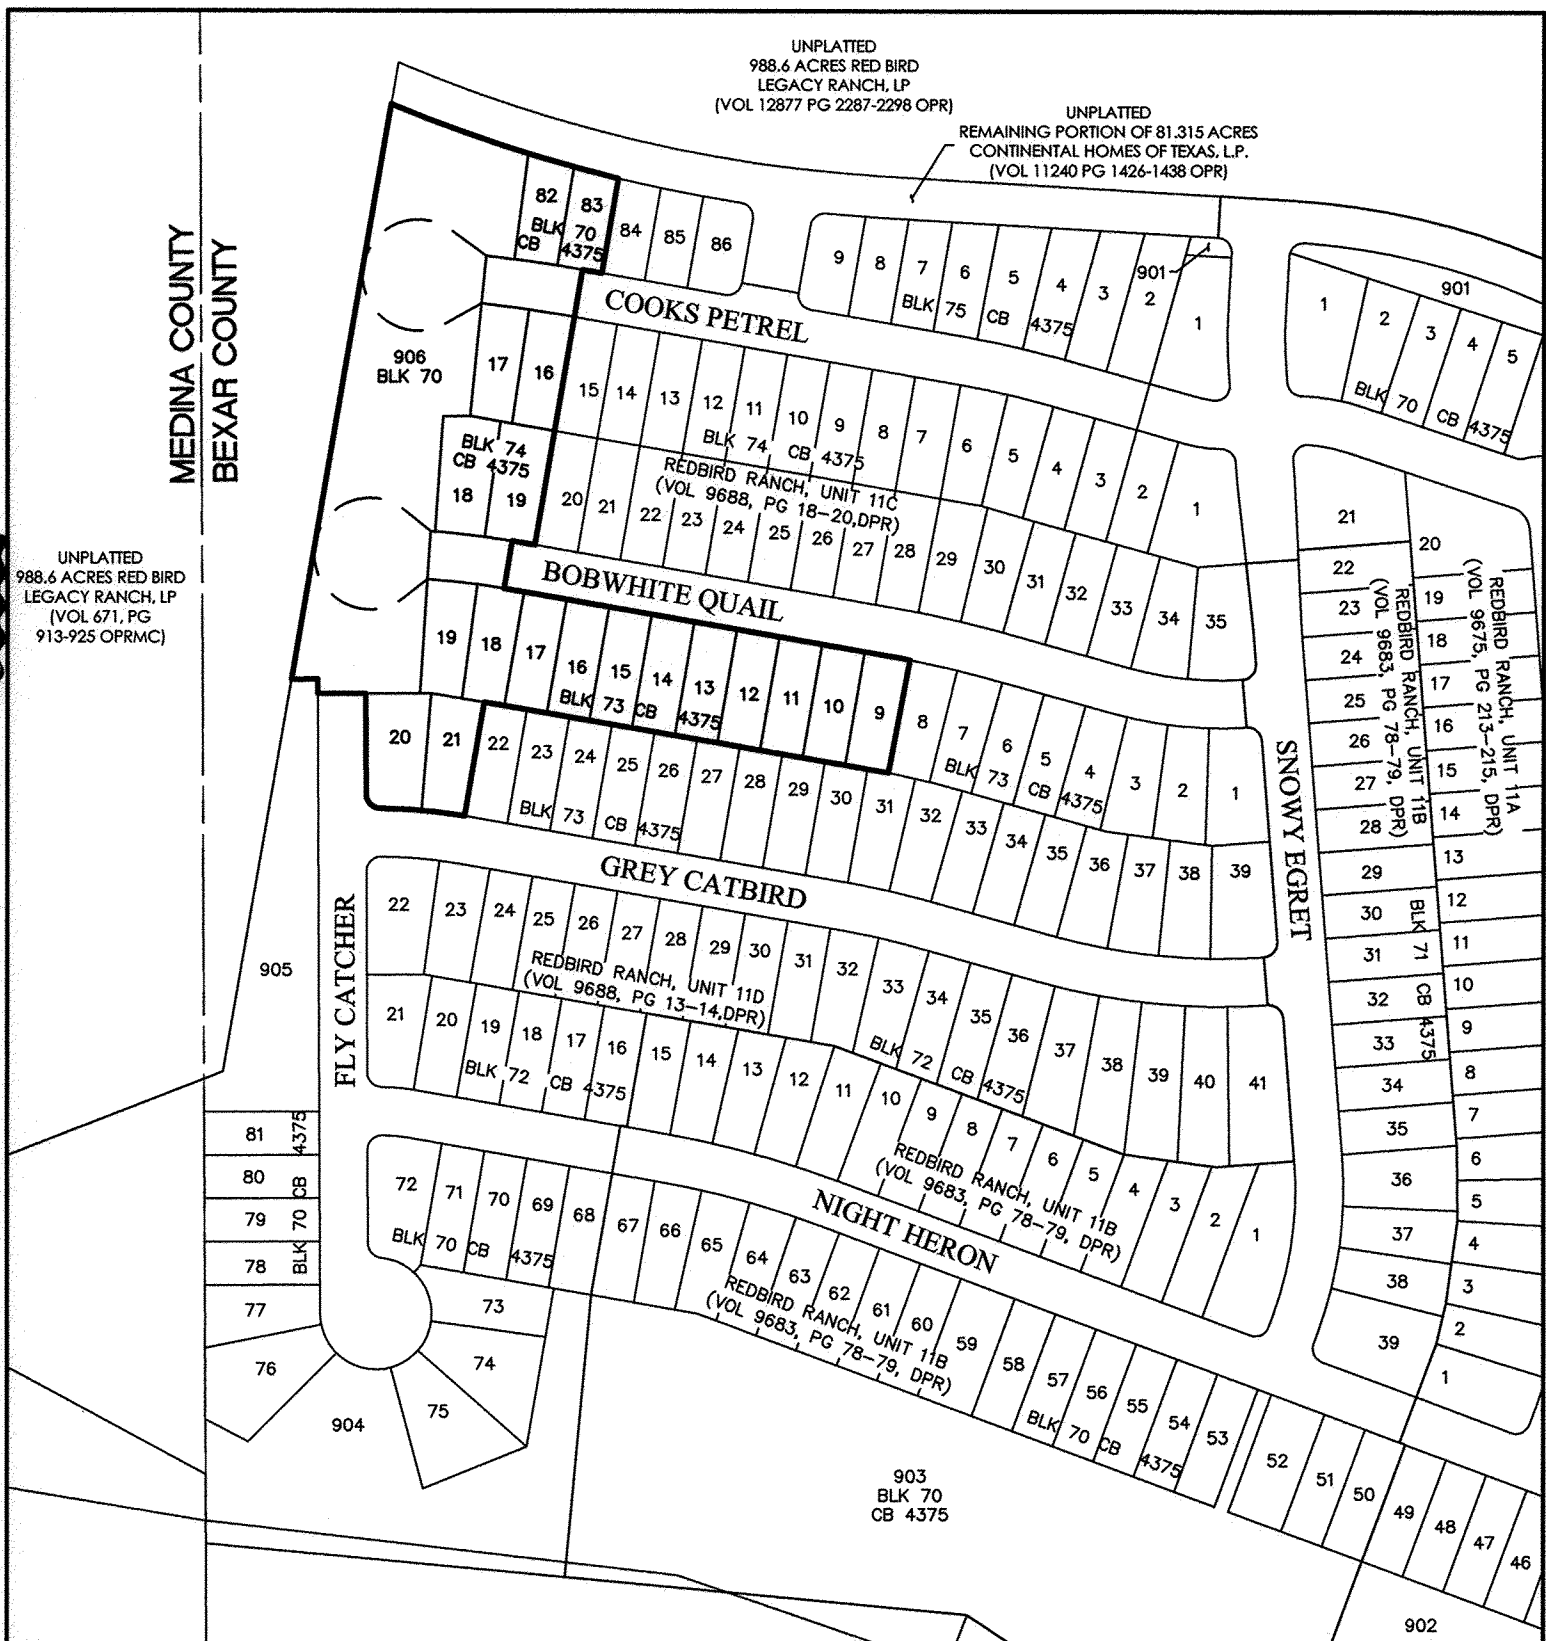 UNPLATTED
988.6 ACRES RED BIRD
LEGACY RANCH, LP
(VOL 12877 PG 2287-2298 OPR)
UNPLATTED
REMAINING PORTION OF 81.315 ACRES
CONTINENTAL HOMES OF TEXAS, L.P.
(VOL 11240 PG 1426-1438 OPR)
MEDINA COUNTY
BEXAR COUNTY
UNPLATTED
988.6 ACRES RED BIRD
LEGACY RANCH, LP
(VOL 671, PG
913-925 OPRMC)
82 83 84 85 86
BLK 70
CB 4375
9 8 7 6 5 4 3 2 1
901
BLK 75 CB 4375
901
1 2 3 4 5
BLK 70 CB 4375
COOKS PETREL
906
BLK 70
17 16 15 14 13 12 11 10 9 8 7 6 5 4 3 2 1
BLK 74 CB 4375
BLK 74
CB 4375
REDBIRD RANCH, UNIT 11C
(VOL 9688, PG 18-20,DPR)
18 19 20 21 22 23 24 25 26 27 28 29 30 31 32 33 34 35
BOBWHITE QUAIL
19 18 17 16 15 14 13 12 11 10 9 8 7 6 5 4 3 2 1
BLK 73 CB 4375
BLK 73 CB 4375
20 21 22 23 24 25 26 27 28 29 30 31 32 33 34 35 36 37 38 39
BLK 73 CB 4375
GREY CATBIRD
SNOWY EGRET
FLY CATCHER
905
22 23 24 25 26 27 28 29 30 31 32 33 34 35 36 37 38 39 40 41
REDBIRD RANCH, UNIT 11D
(VOL 9688, PG 13-14,DPR)
BLK 72 CB 4375
21 20 19 18 17 16 15 14 13 12 11 10 9 8 7 6 5 4 3 2 1
BLK 72 CB 4375
REDBIRD RANCH, UNIT 11B
(VOL 9683, PG 78-79, DPR)
NIGHT HERON
21
22
23
24
25
26
27
28
29
30
31
32
33
34
35
36
37
38
39
REDBIRD RANCH, UNIT 11B
(VOL 9683, PG 78-79, DPR)
BLK 71 CB 4375
20
19
18
17
16
15
14
13
12
11
10
9
8
7
6
5
4
3
2
1
REDBIRD RANCH, UNIT 11A
(VOL 9675, PG 213-215, DPR)
81
80
79
78
77
76
BLK 70 CB 4375
72 71 70 69 68 67 66 65 64 63 62 61 60 59 58 57 56 55 54 53 52 51 50 49 48 47 46
BLK 70 CB 4375
REDBIRD RANCH, UNIT 11B
(VOL 9683, PG 78-79, DPR)
BLK 70 CB 4375
73
74
75
904
903
BLK 70
CB 4375
902